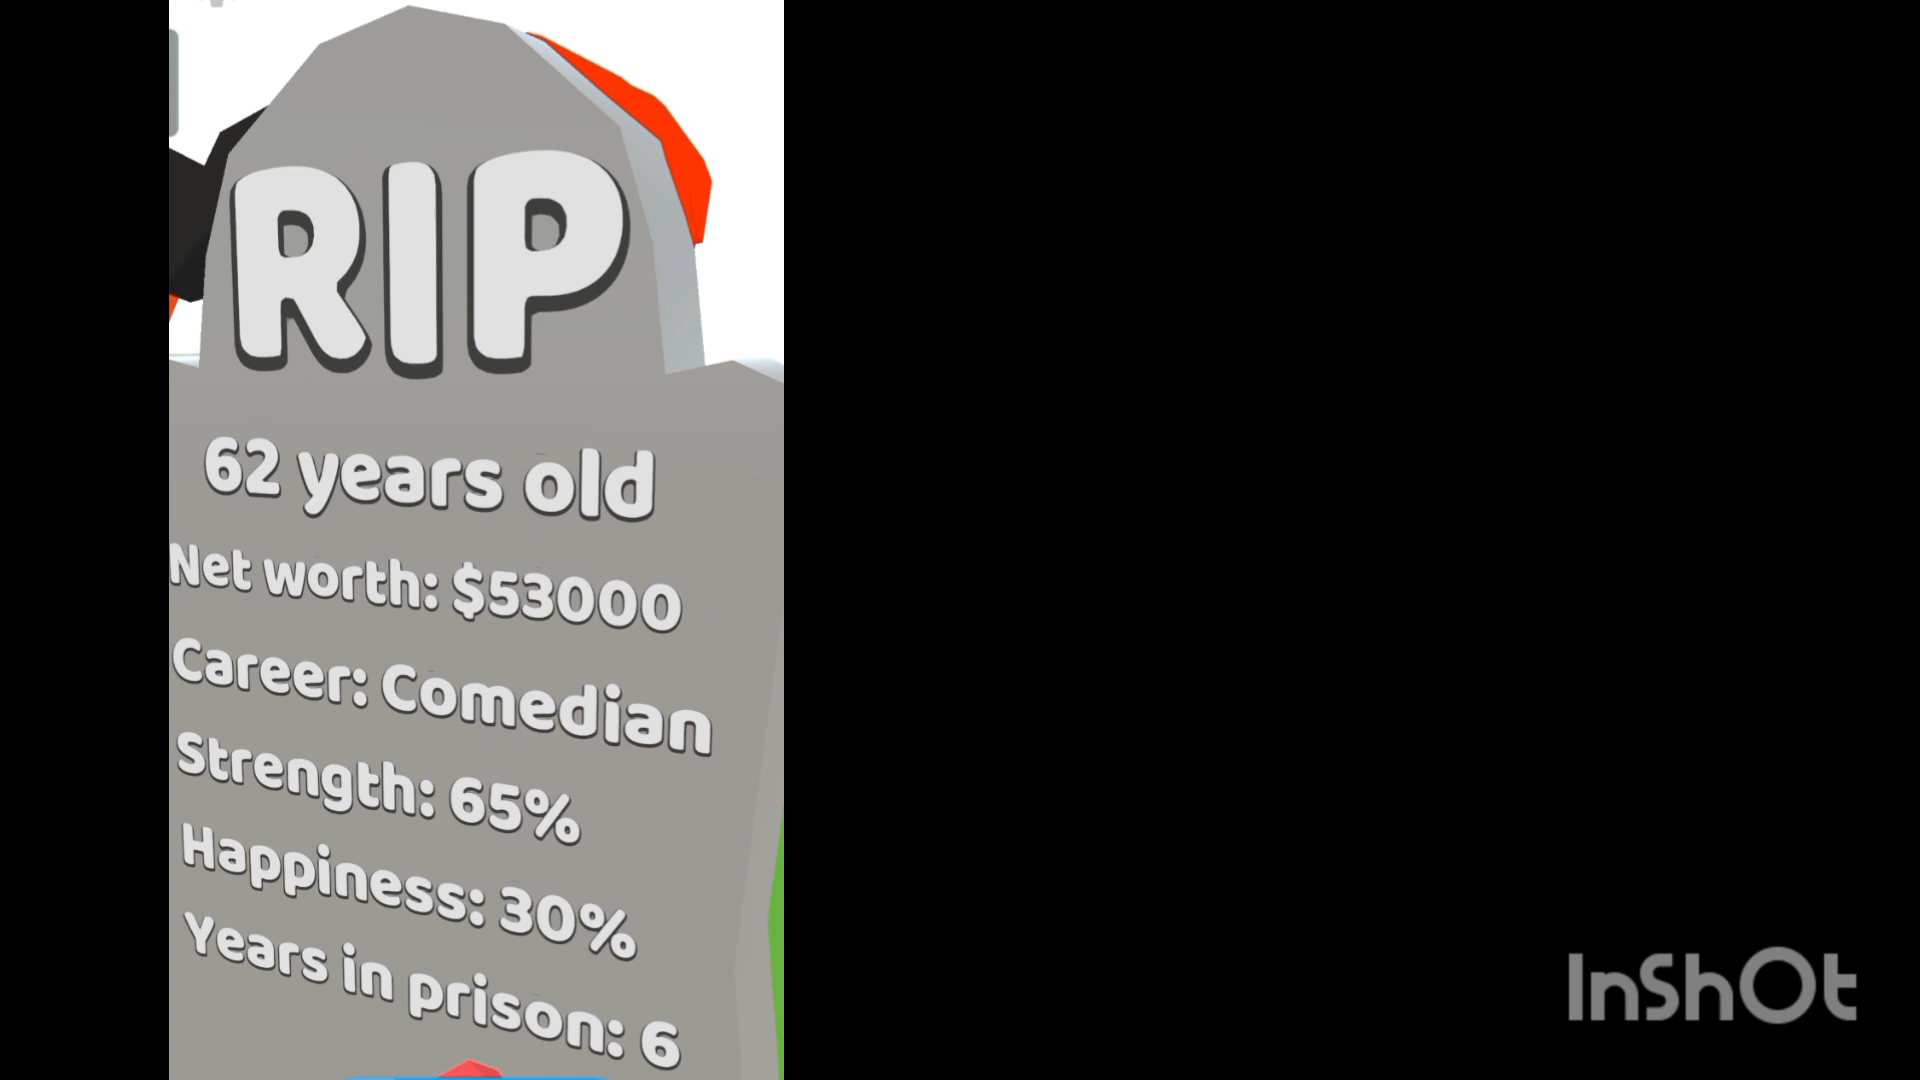 RIP
62 years old
Net worth: $53000
Career: Comedian
Strength: 65%
Happiness: 30%
Years in prison: 6
InShOt